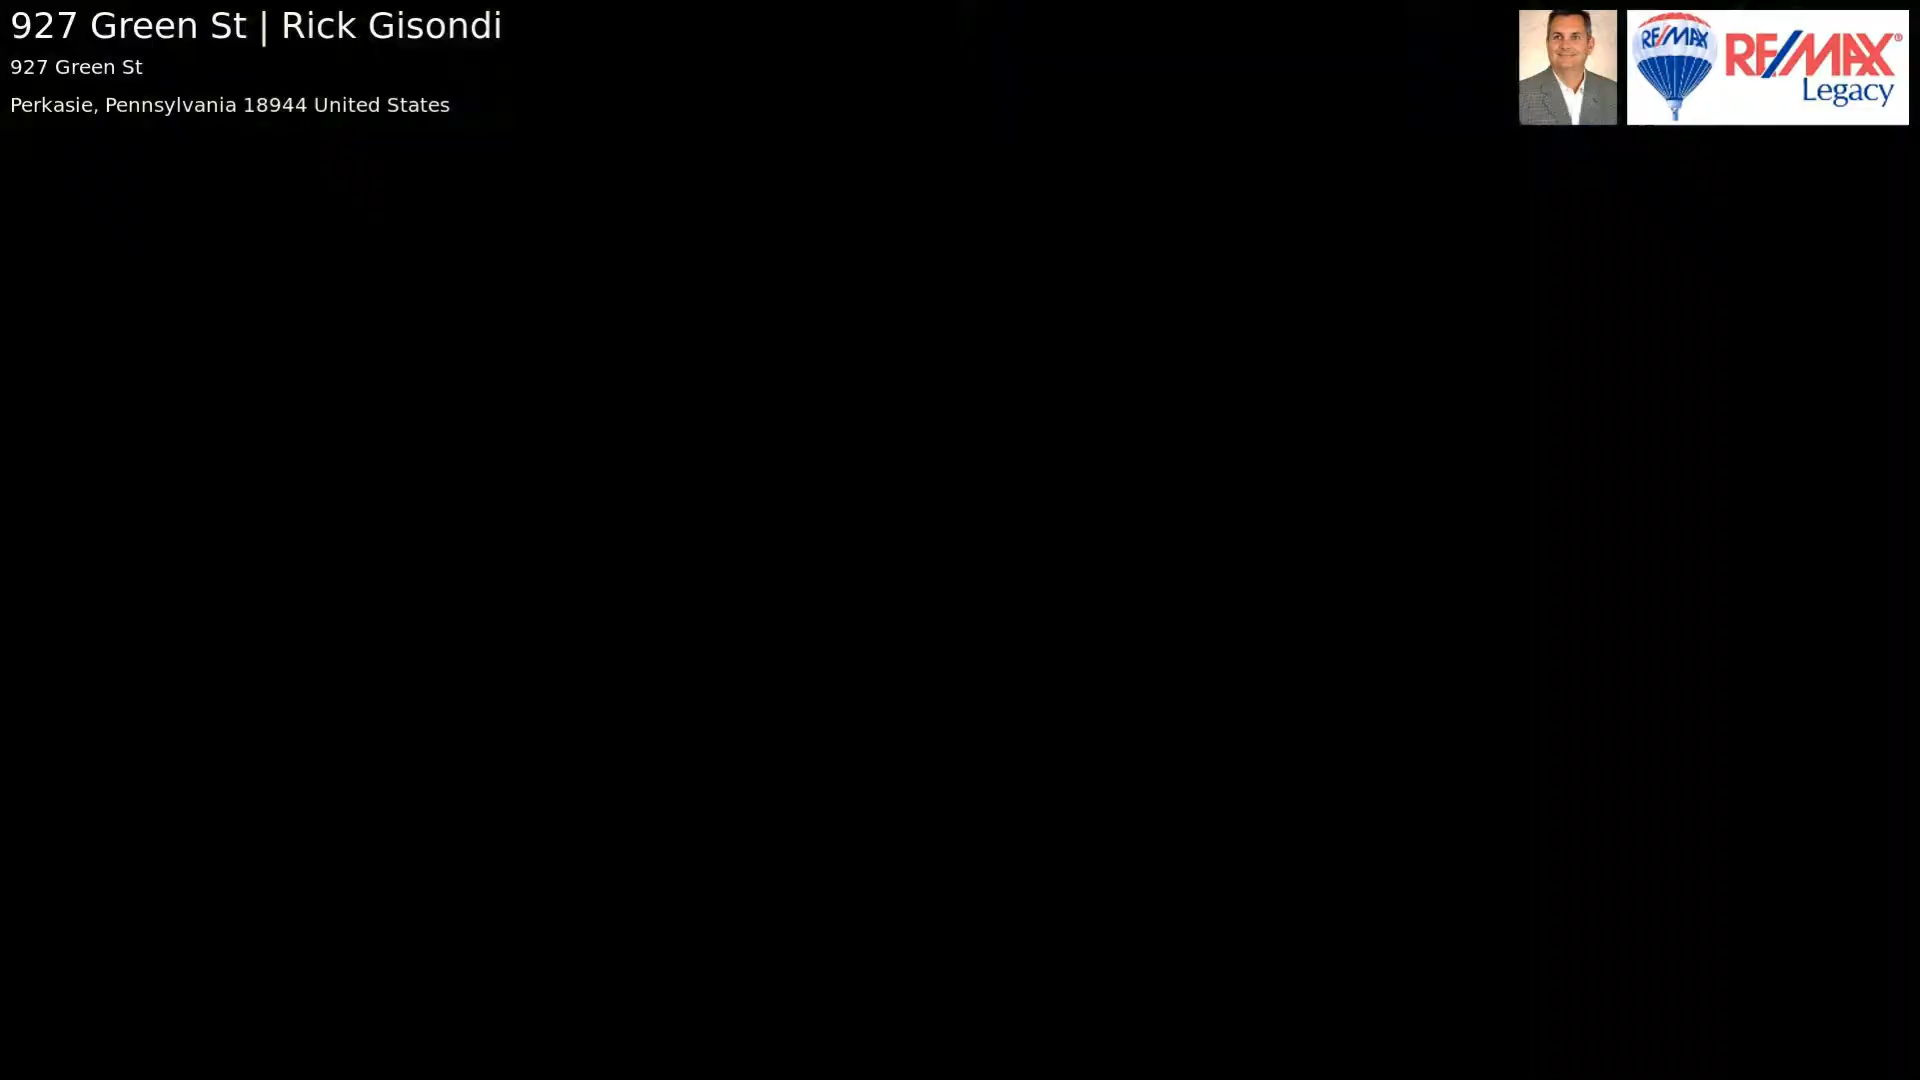 927 Green St | Rick Gisondi
927 Green St
Perkasie, Pennsylvania 18944 United States
RE/MAX
RE/MAX®
Legacy